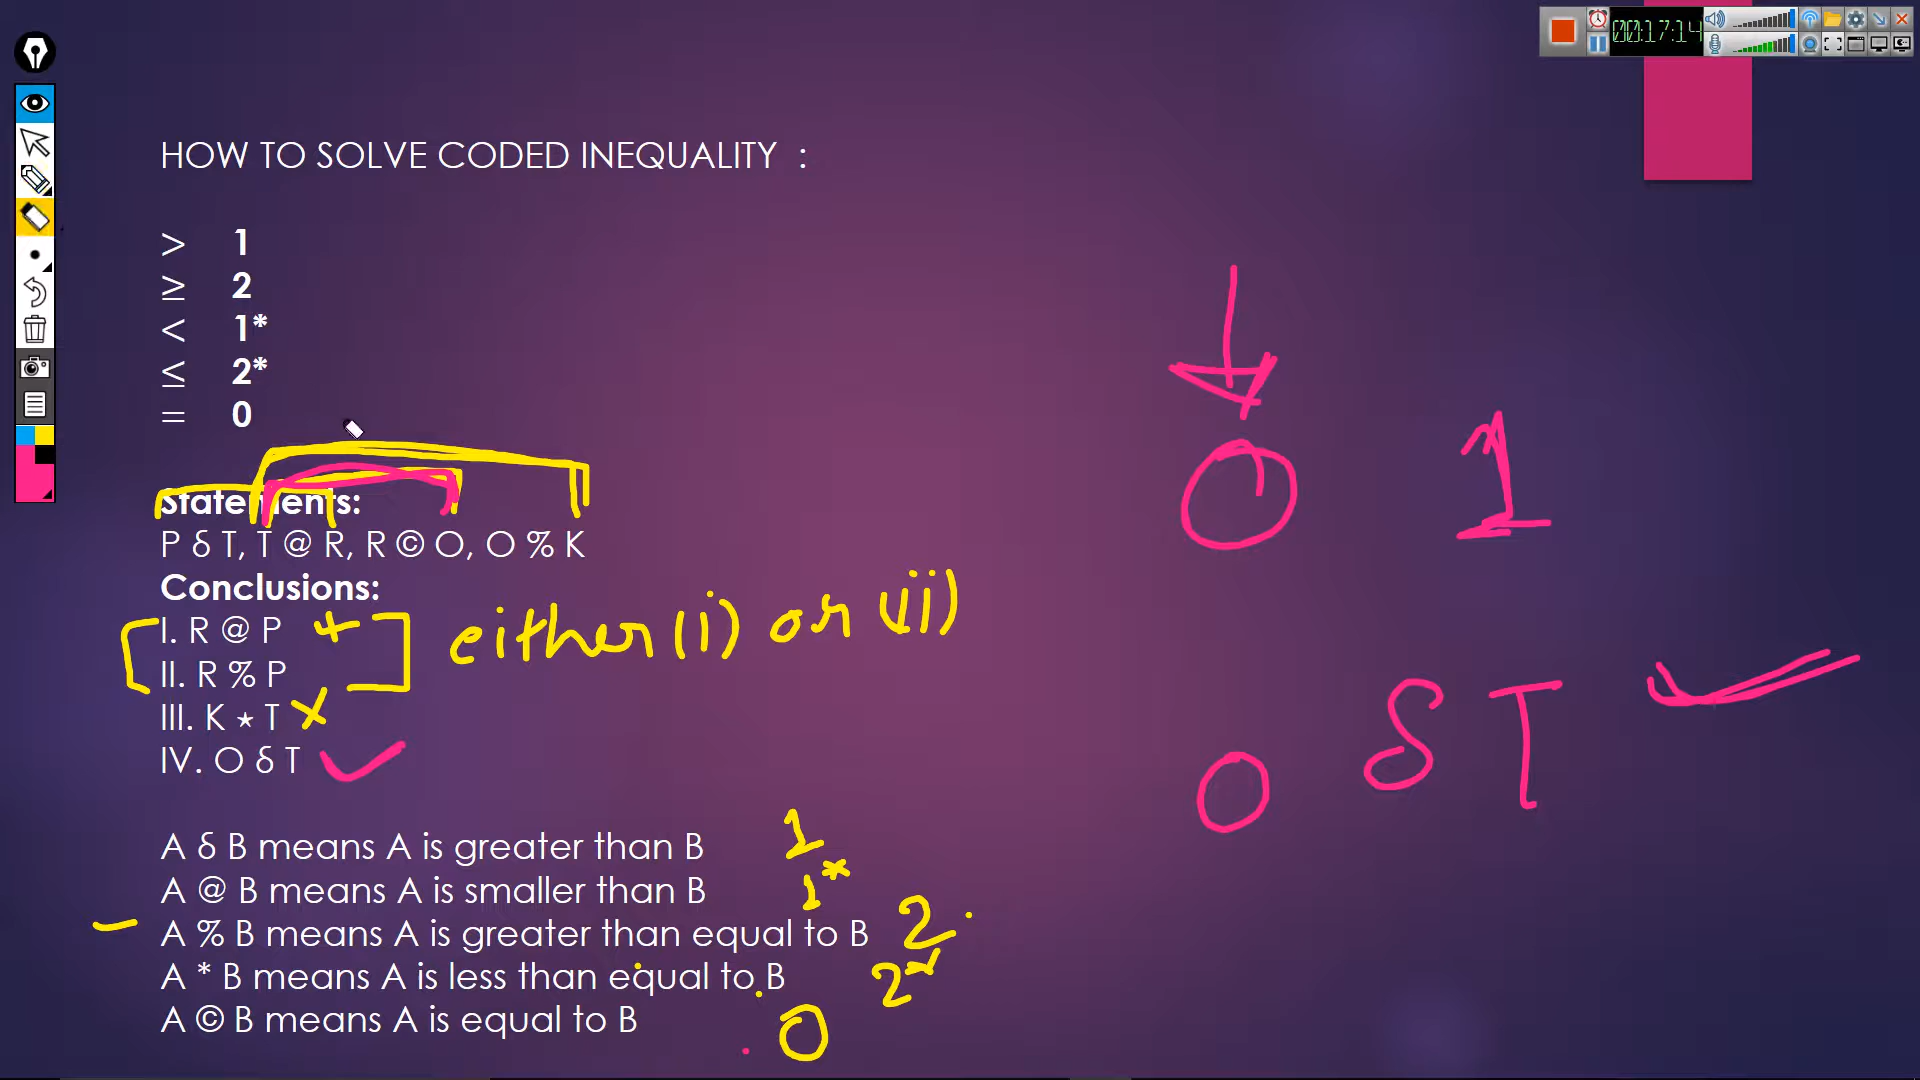 00:17:14
HOW TO SOLVE CODED INEQUALITY :
> 1
≥ 2
< 1*
≤ 2*
= 0
Statements:
P δ T, T @ R, R © O, O % K
Conclusions:
I. R @ P
II. R % P
III. K ⋆ T
IV. O δ T
either (i) or (ii)
A δ B means A is greater than B 1
A @ B means A is smaller than B 1*
A % B means A is greater than equal to B 2
A * B means A is less than equal to B 2*
A © B means A is equal to B 0
0 1
O δ T